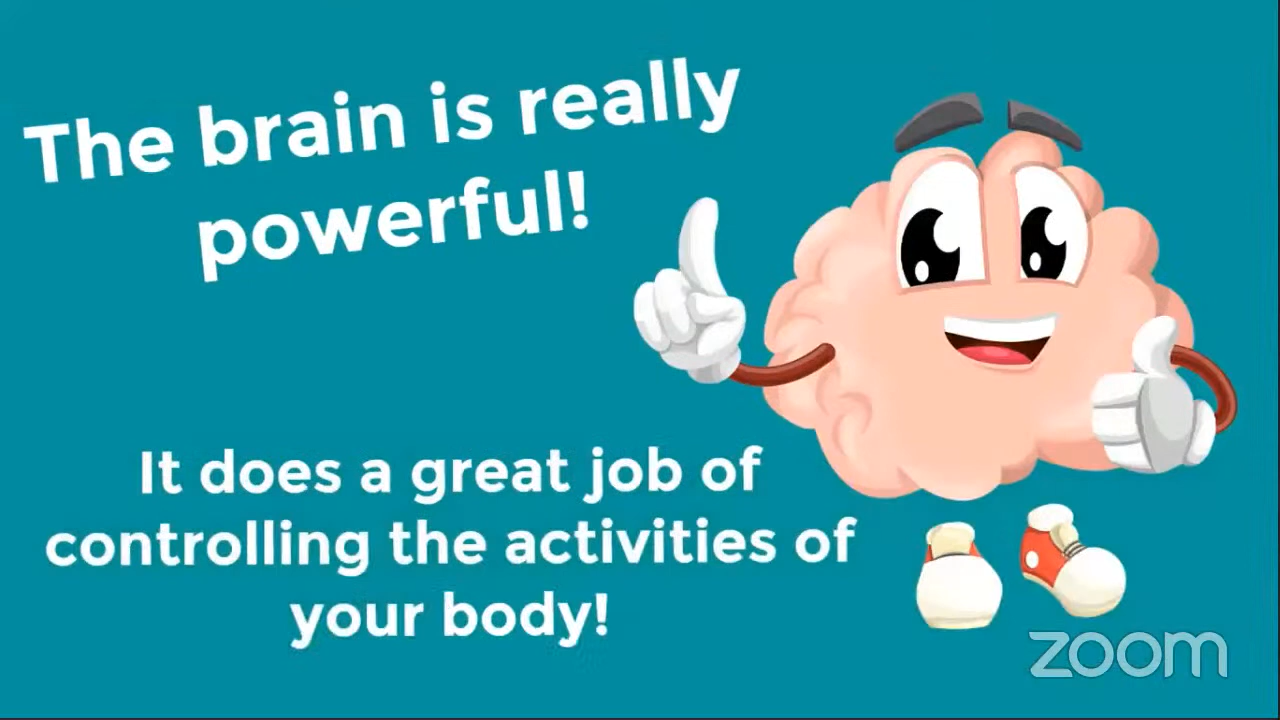 The brain is really
powerful!
It does a great job of
controlling the activities of
your body!
zoom